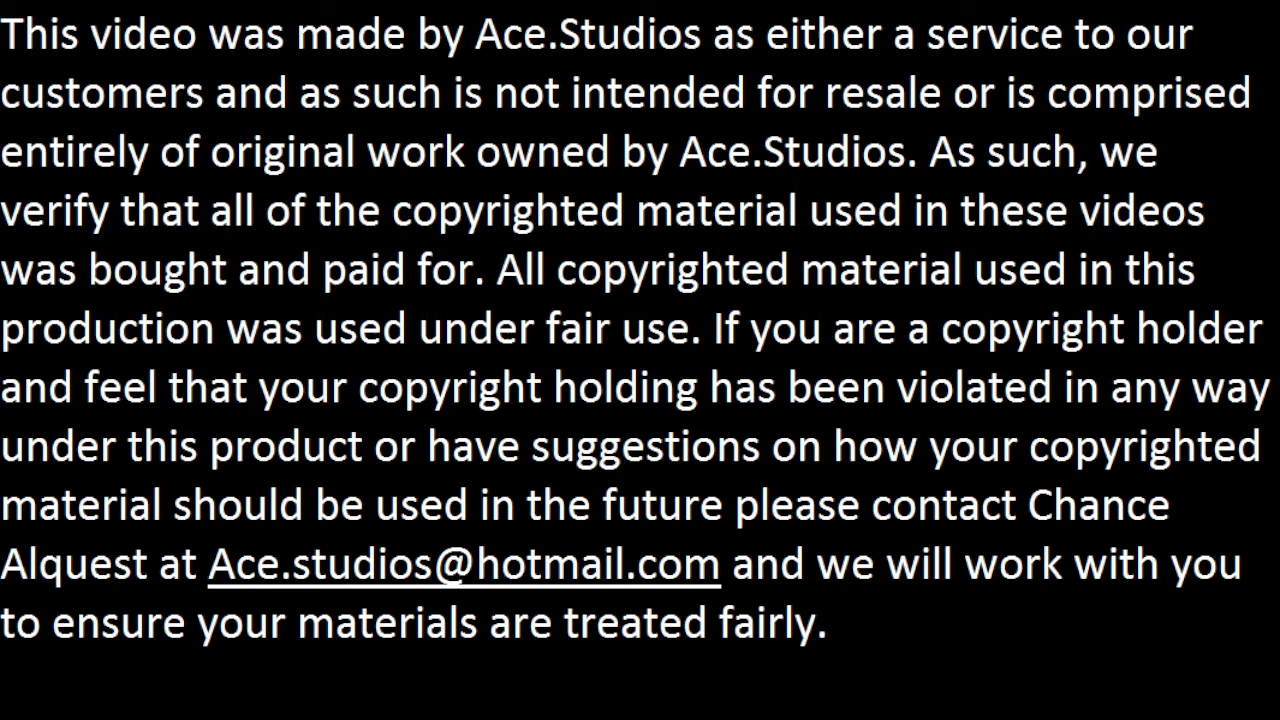 This video was made by Ace.Studios as either a service to our
customers and as such is not intended for resale or is comprised
entirely of original work owned by Ace.Studios. As such, we
verify that all of the copyrighted material used in these videos
was bought and paid for. All copyrighted material used in this
production was used under fair use. If you are a copyright holder
and feel that your copyright holding has been violated in any way
under this product or have suggestions on how your copyrighted
material should be used in the future please contact Chance
Alquest at Ace.studios@hotmail.com and we will work with you
to ensure your materials are treated fairly.